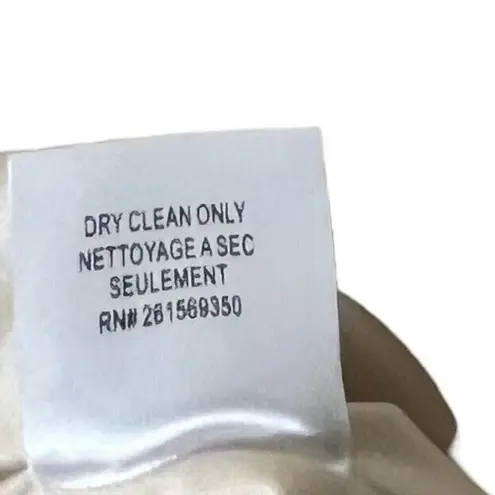 DRY CLEAN ONLY
NETTOYAGE A SEC
SEULEMENT
RN# 261569350